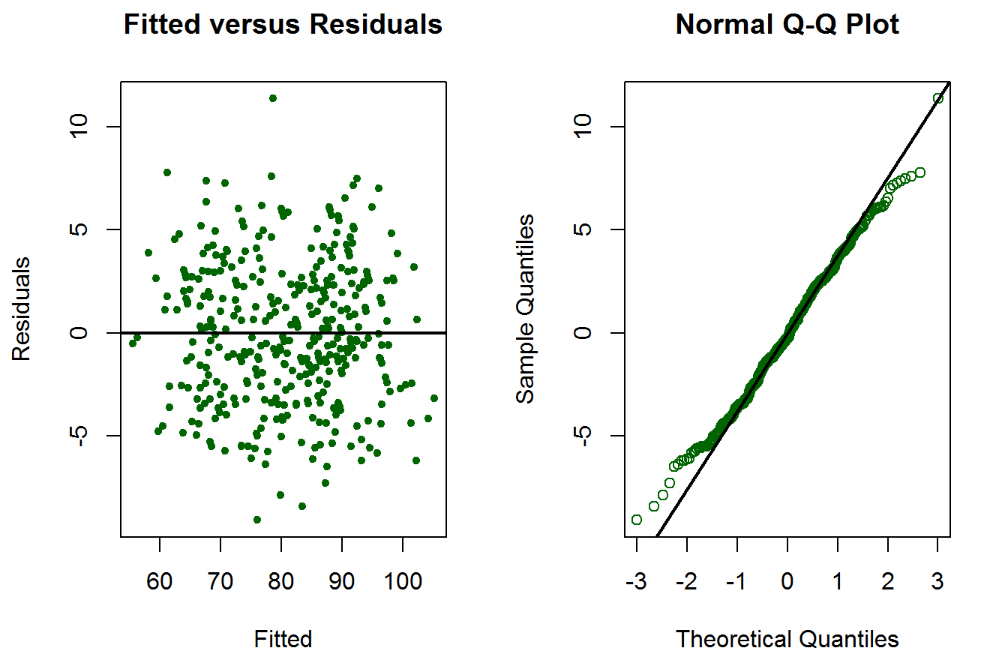 Fitted versus Residuals
Residuals
10
5
0
-5
60 70 80 90 100
Fitted
Normal Q-Q Plot
Sample Quantiles
10
5
0
-5
-3 -2 -1 0 1 2 3
Theoretical Quantiles